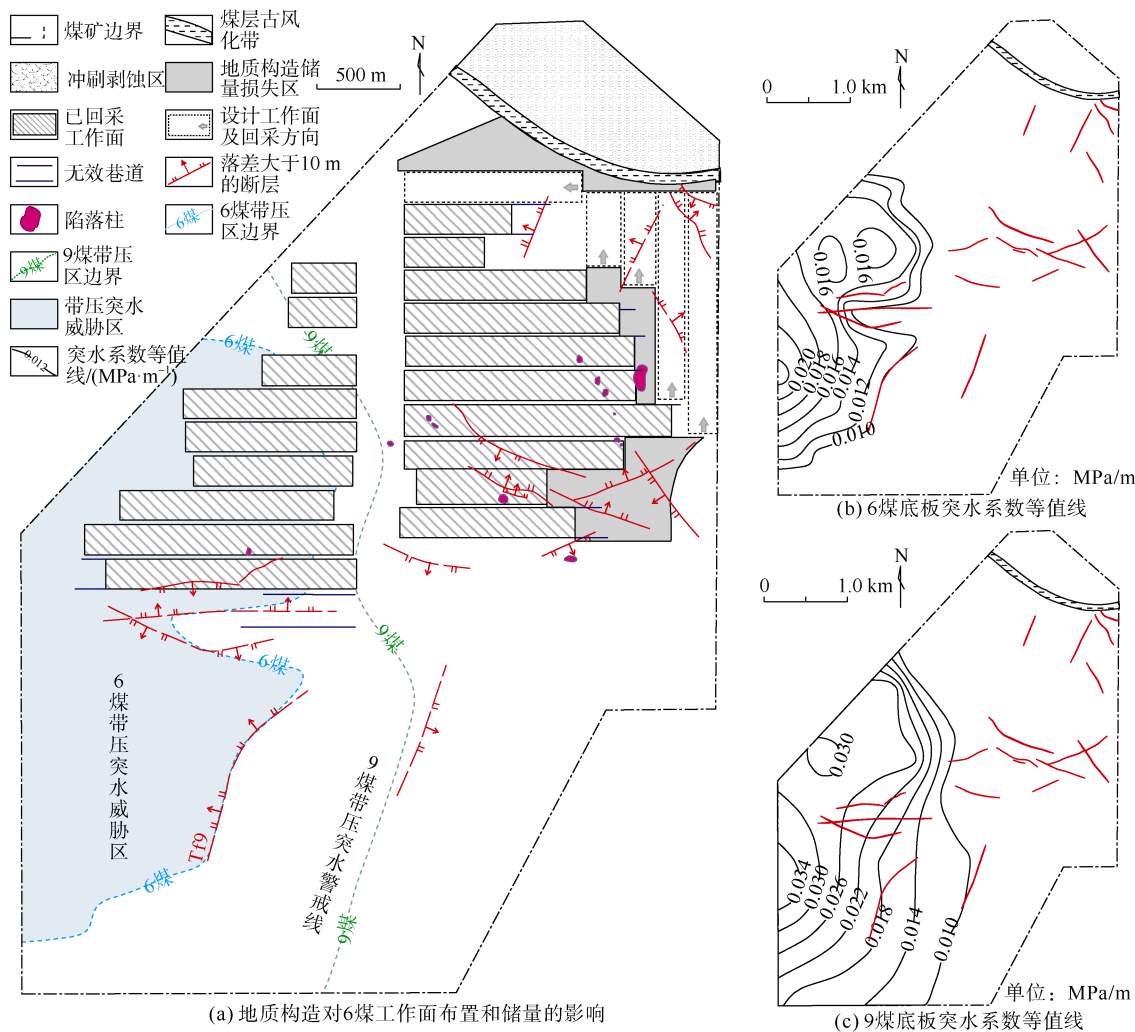 煤矿边界
煤层古风
化带
冲刷剥蚀区
地质构造储
量损失区
已回采
工作面
设计工作面
及回采方向
无效巷道
落差大于10 m
的断层
陷落柱
6煤
6煤带压
区边界
9煤
9煤带压
区边界
带压突水
威胁区
0.012
突水系数等值
线/(MPa·m⁻¹)
500 m
N
6煤
9煤
6煤
9煤
6煤带压突水威胁区
Tf9
9煤带压突水警戒线
6煤
9煤
(a) 地质构造对6煤工作面布置和储量的影响
0
1.0 km
N
0.016
0.016
0.020
0.018
0.016
0.014
0.012
0.010
单位：MPa/m
(b) 6煤底板突水系数等值线
0
1.0 km
N
0.030
0.034
0.030
0.026
0.022
0.018
0.014
0.010
单位：MPa/m
(c) 9煤底板突水系数等值线